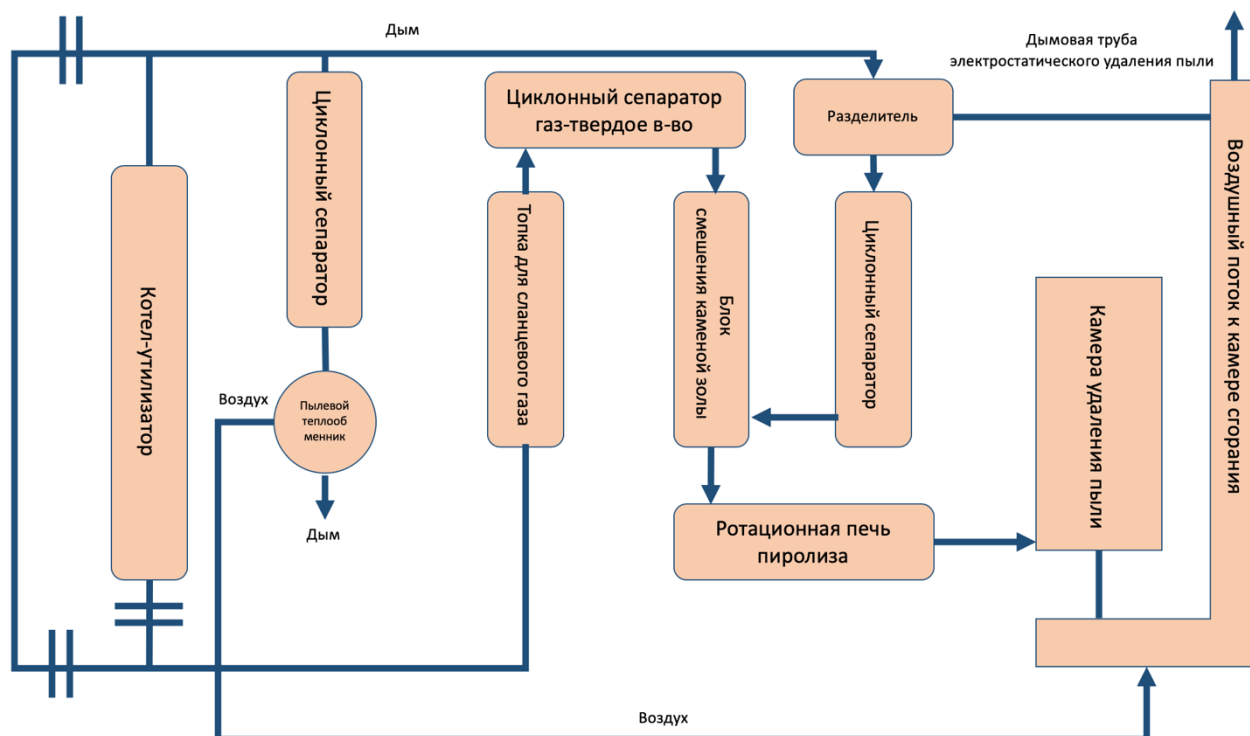 Дым
Дымовая труба
электростатического удаления пыли
Циклонный сепаратор
Циклонный сепаратор
газ-твердое в-во
Разделитель
Котел-утилизатор
Топка для сланцевого газа
Блок
смешения каменой золы
Циклонный сепаратор
Воздушный поток к камере сгорания
Камера удаления пыли
Воздух
Пылевой
теплооб
менник
Дым
Ротационная печь
пиролиза
Воздух